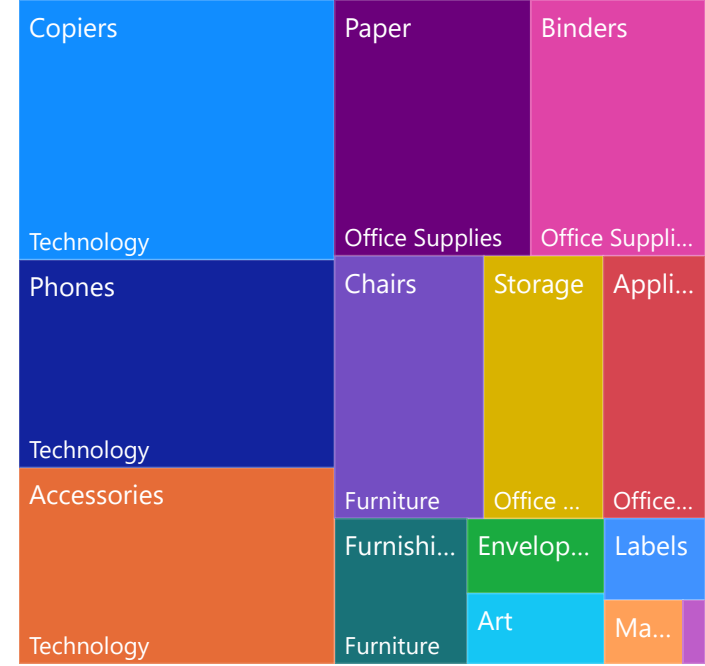 Copiers
Technology
Phones
Technology
Accessories
Technology
Paper
Office Supplies
Binders
Office Suppli...
Chairs
Furniture
Storage
Office ...
Appli...
Office...
Furnishi...
Furniture
Envelop...
Art
Labels
Ma...